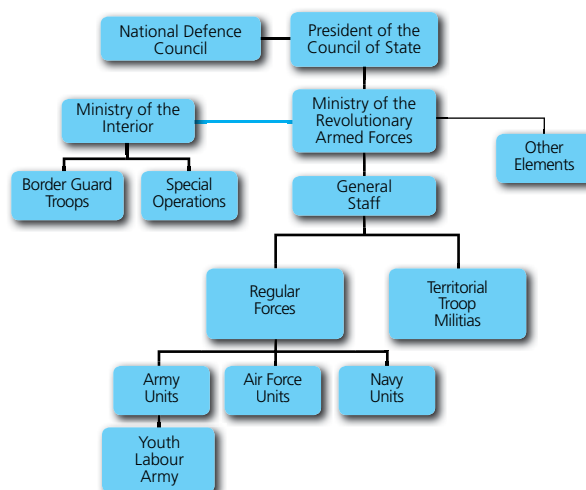 National Defence
Council
President of the
Council of State
Ministry of the
Interior
Ministry of the
Revolutionary
Armed Forces
Other
Elements
Border Guard
Troops
Special
Operations
General
Staff
Regular
Forces
Territorial
Troop
Militias
Army
Units
Air Force
Units
Navy
Units
Youth
Labour
Army